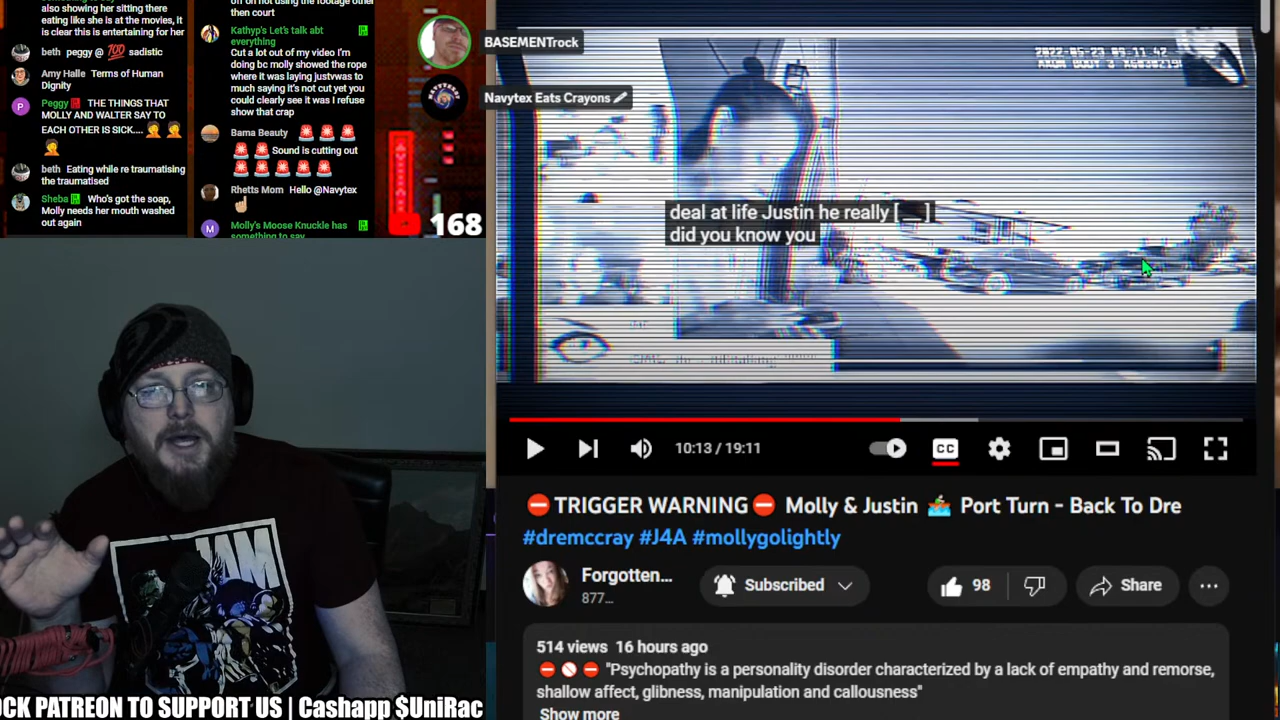 also showing her sitting there
eating like she is at the movies, it
is clear this is entertaining for her
beth peggy @ 💯 sadistic
Amy Halle Terms of Human
Dignity
Peggy THE THINGS THAT
MOLLY AND WALTER SAY TO
EACH OTHER IS SICK.... 🤦 🤦
🤦
beth Eating while re traumatising
the traumatised
Sheba Who's got the soap,
Molly needs her mouth washed
out again
then court
Kathyp's Let's talk abt
everything
Cut a lot out of my video I'm
doing bc molly showed the rope
where it was laying justwas to
much saying it's not cut yet you
could clearly see it was I refuse
show that crap
Bama Beauty 🚨 🚨 🚨
🚨 🚨 Sound is cutting out
🚨 🚨 🚨 🚨 🚨
Rhetts Mom Hello @Navytex
☝
Molly's Moose Knuckle has
something to say
168
BASEMENTrock
Navytex Eats Crayons
deal at life Justin he really [ __ ]
did you know you
10:13 / 19:11
CC
⛔TRIGGER WARNING⛔ Molly & Justin 🚣 Port Turn - Back To Dre
#dremccray #J4A #mollygolightly
Forgotten...
877...
Subscribed
98
Share
514 views 16 hours ago
⛔ 🚫 ⛔ "Psychopathy is a personality disorder characterized by a lack of empathy and remorse,
shallow affect, glibness, manipulation and callousness"
Show more
JAM
OCK PATREON TO SUPPORT US | Cashapp $UniRac